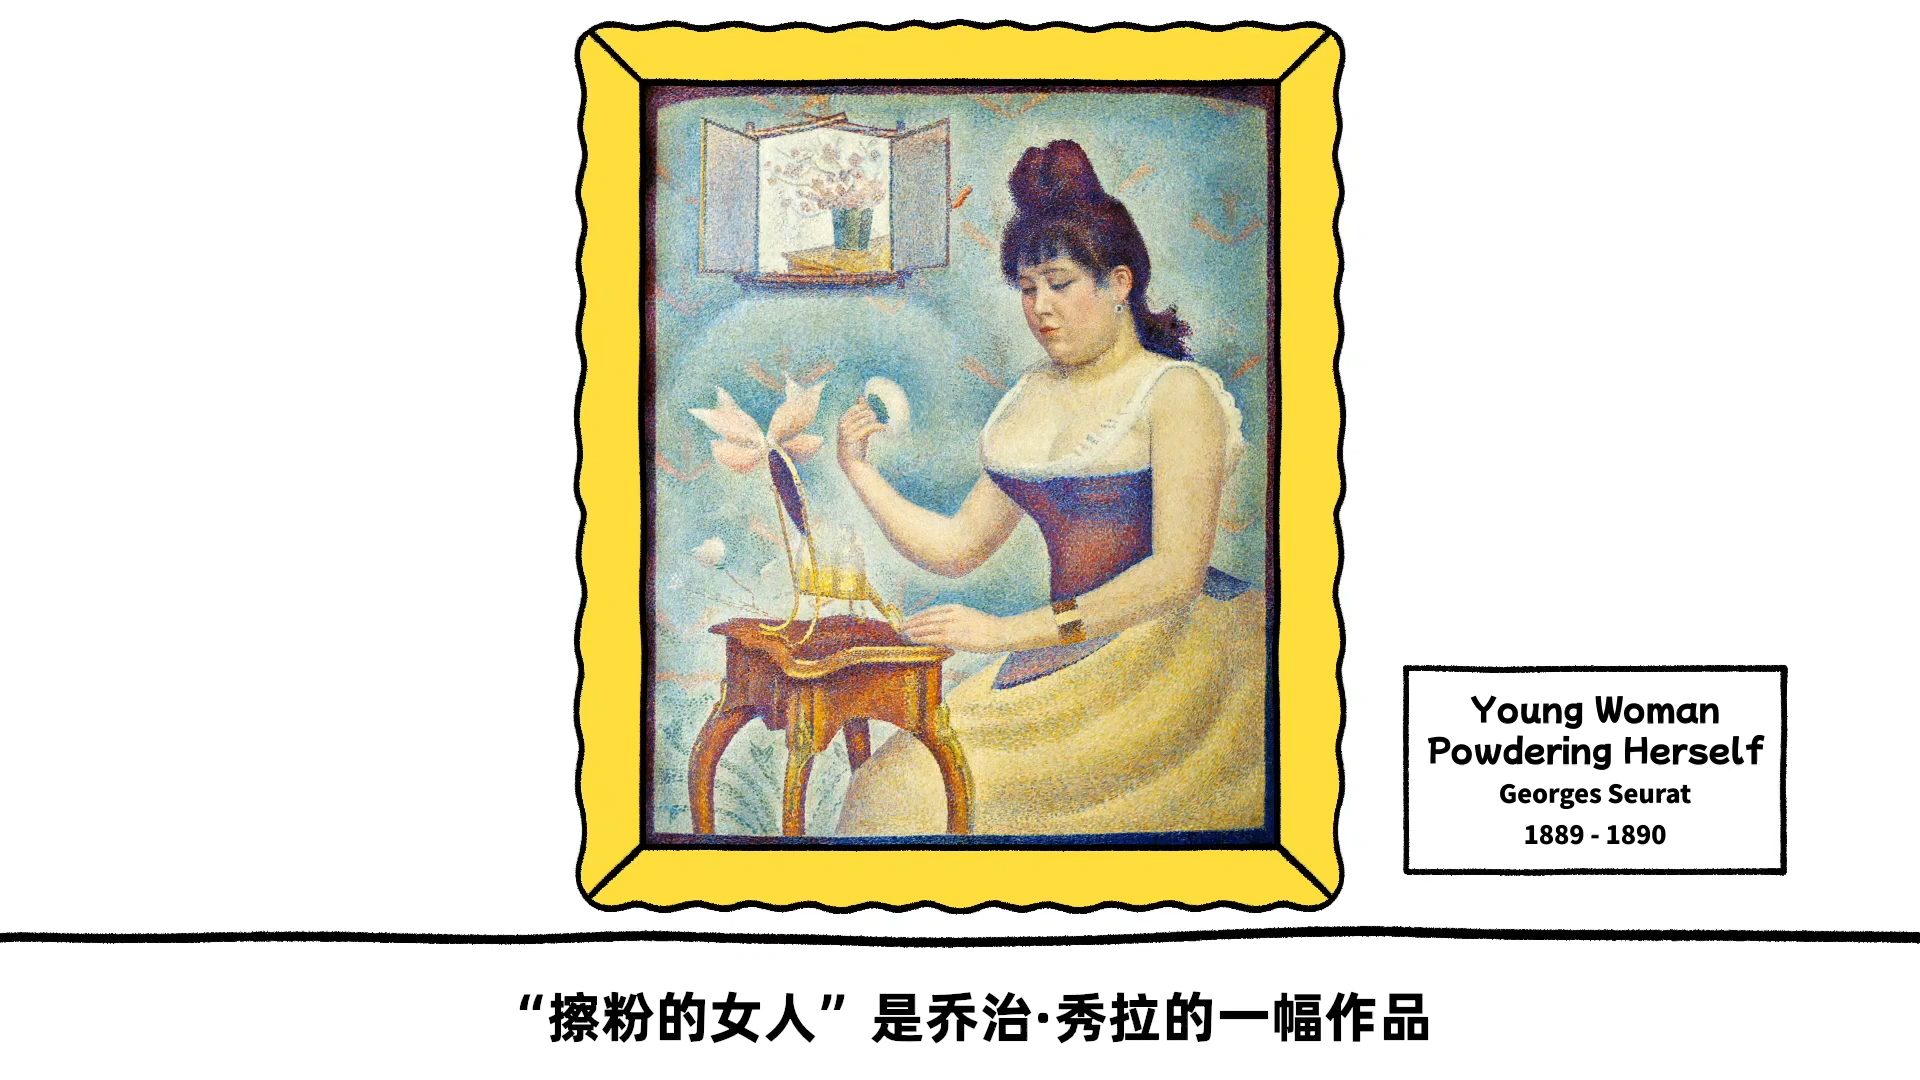 Young Woman
Powdering Herself
Georges Seurat
1889 - 1890
“擦粉的女人”是乔治·秀拉的一幅作品